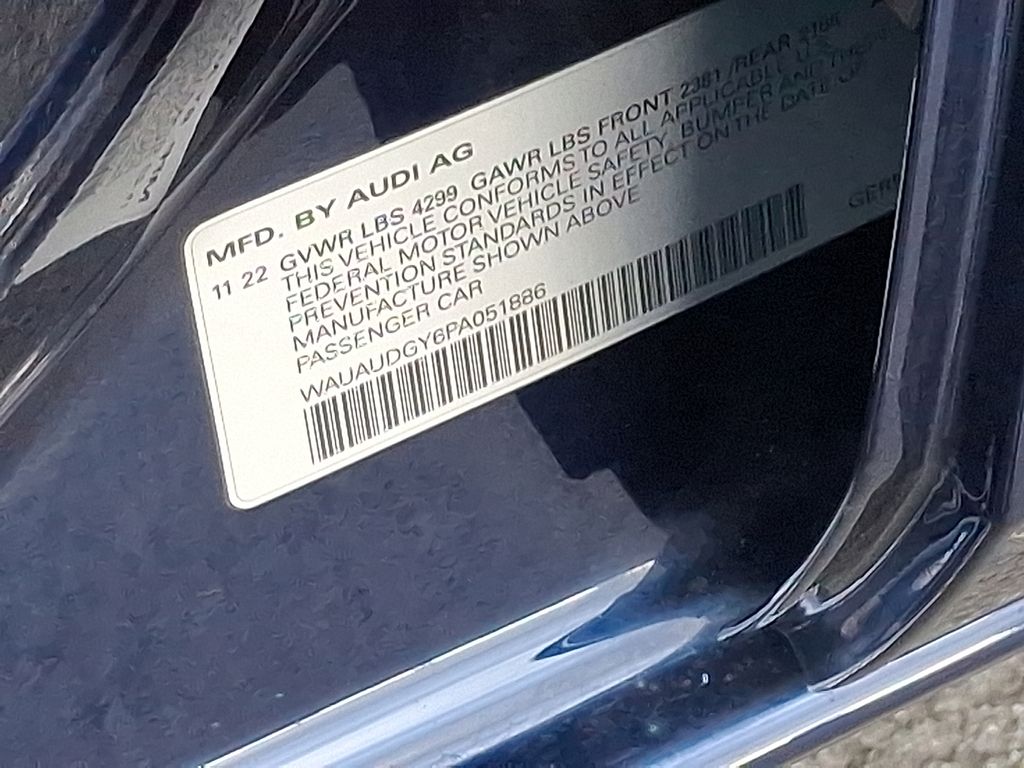 MFD. BY AUDI AG
11 22 GVWR LBS 4299 GAWR LBS FRONT 2381 /REAR
THIS VEHICLE CONFORMS TO ALL APPLICABLE U.S.
FEDERAL MOTOR VEHICLE SAFETY, BUMPER AND
PREVENTION STANDARDS IN EFFECT ON THE DATE OF
MANUFACTURE SHOWN ABOVE
PASSENGER CAR
WAUAUDGY6PA051886